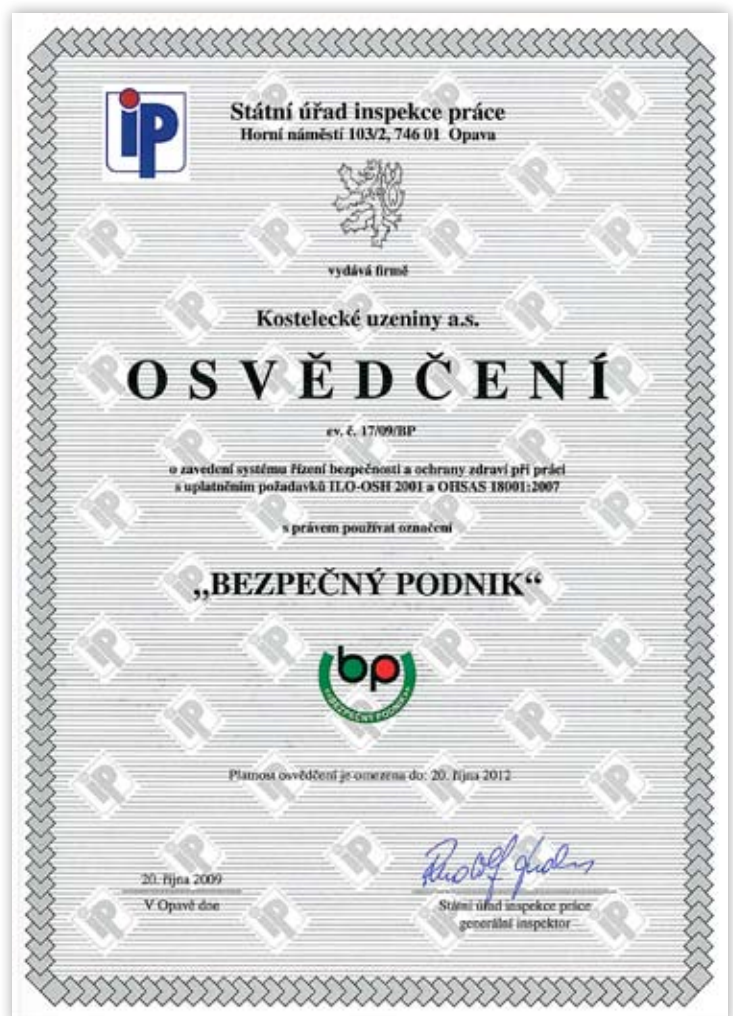 ip
Státní úřad inspekce práce
Horní náměstí 103/2, 746 01 Opava
vydává firmě
Kostelecké uzeniny a.s.
OSVĚDČENÍ
ev. č. 17/09/BP
o zavedení systému řízení bezpečnosti a ochrany zdraví při práci
s uplatněním požadavků ILO-OSH 2001 a OHSAS 18001:2007
s právem používat označení
„BEZPEČNÝ PODNIK“
bp
BEZPEČNÝ PODNIK
Platnost osvědčení je omezena do: 20. října 2012
20. října 2009
V Opavě dne
Státní úřad inspekce práce
generální inspektor